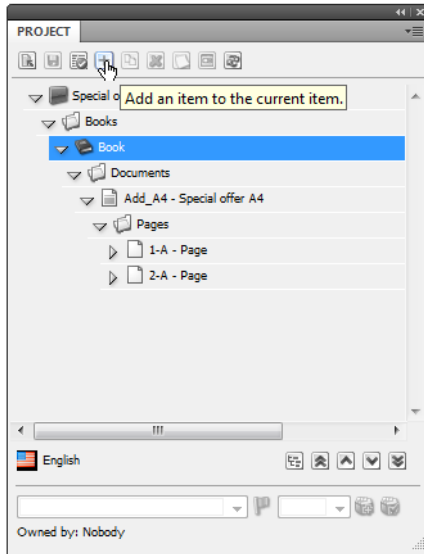 PROJECT
Special o
Add an item to the current item.
Books
Book
Documents
Add_A4 - Special offer A4
Pages
1-A - Page
2-A - Page
English
Owned by: Nobody